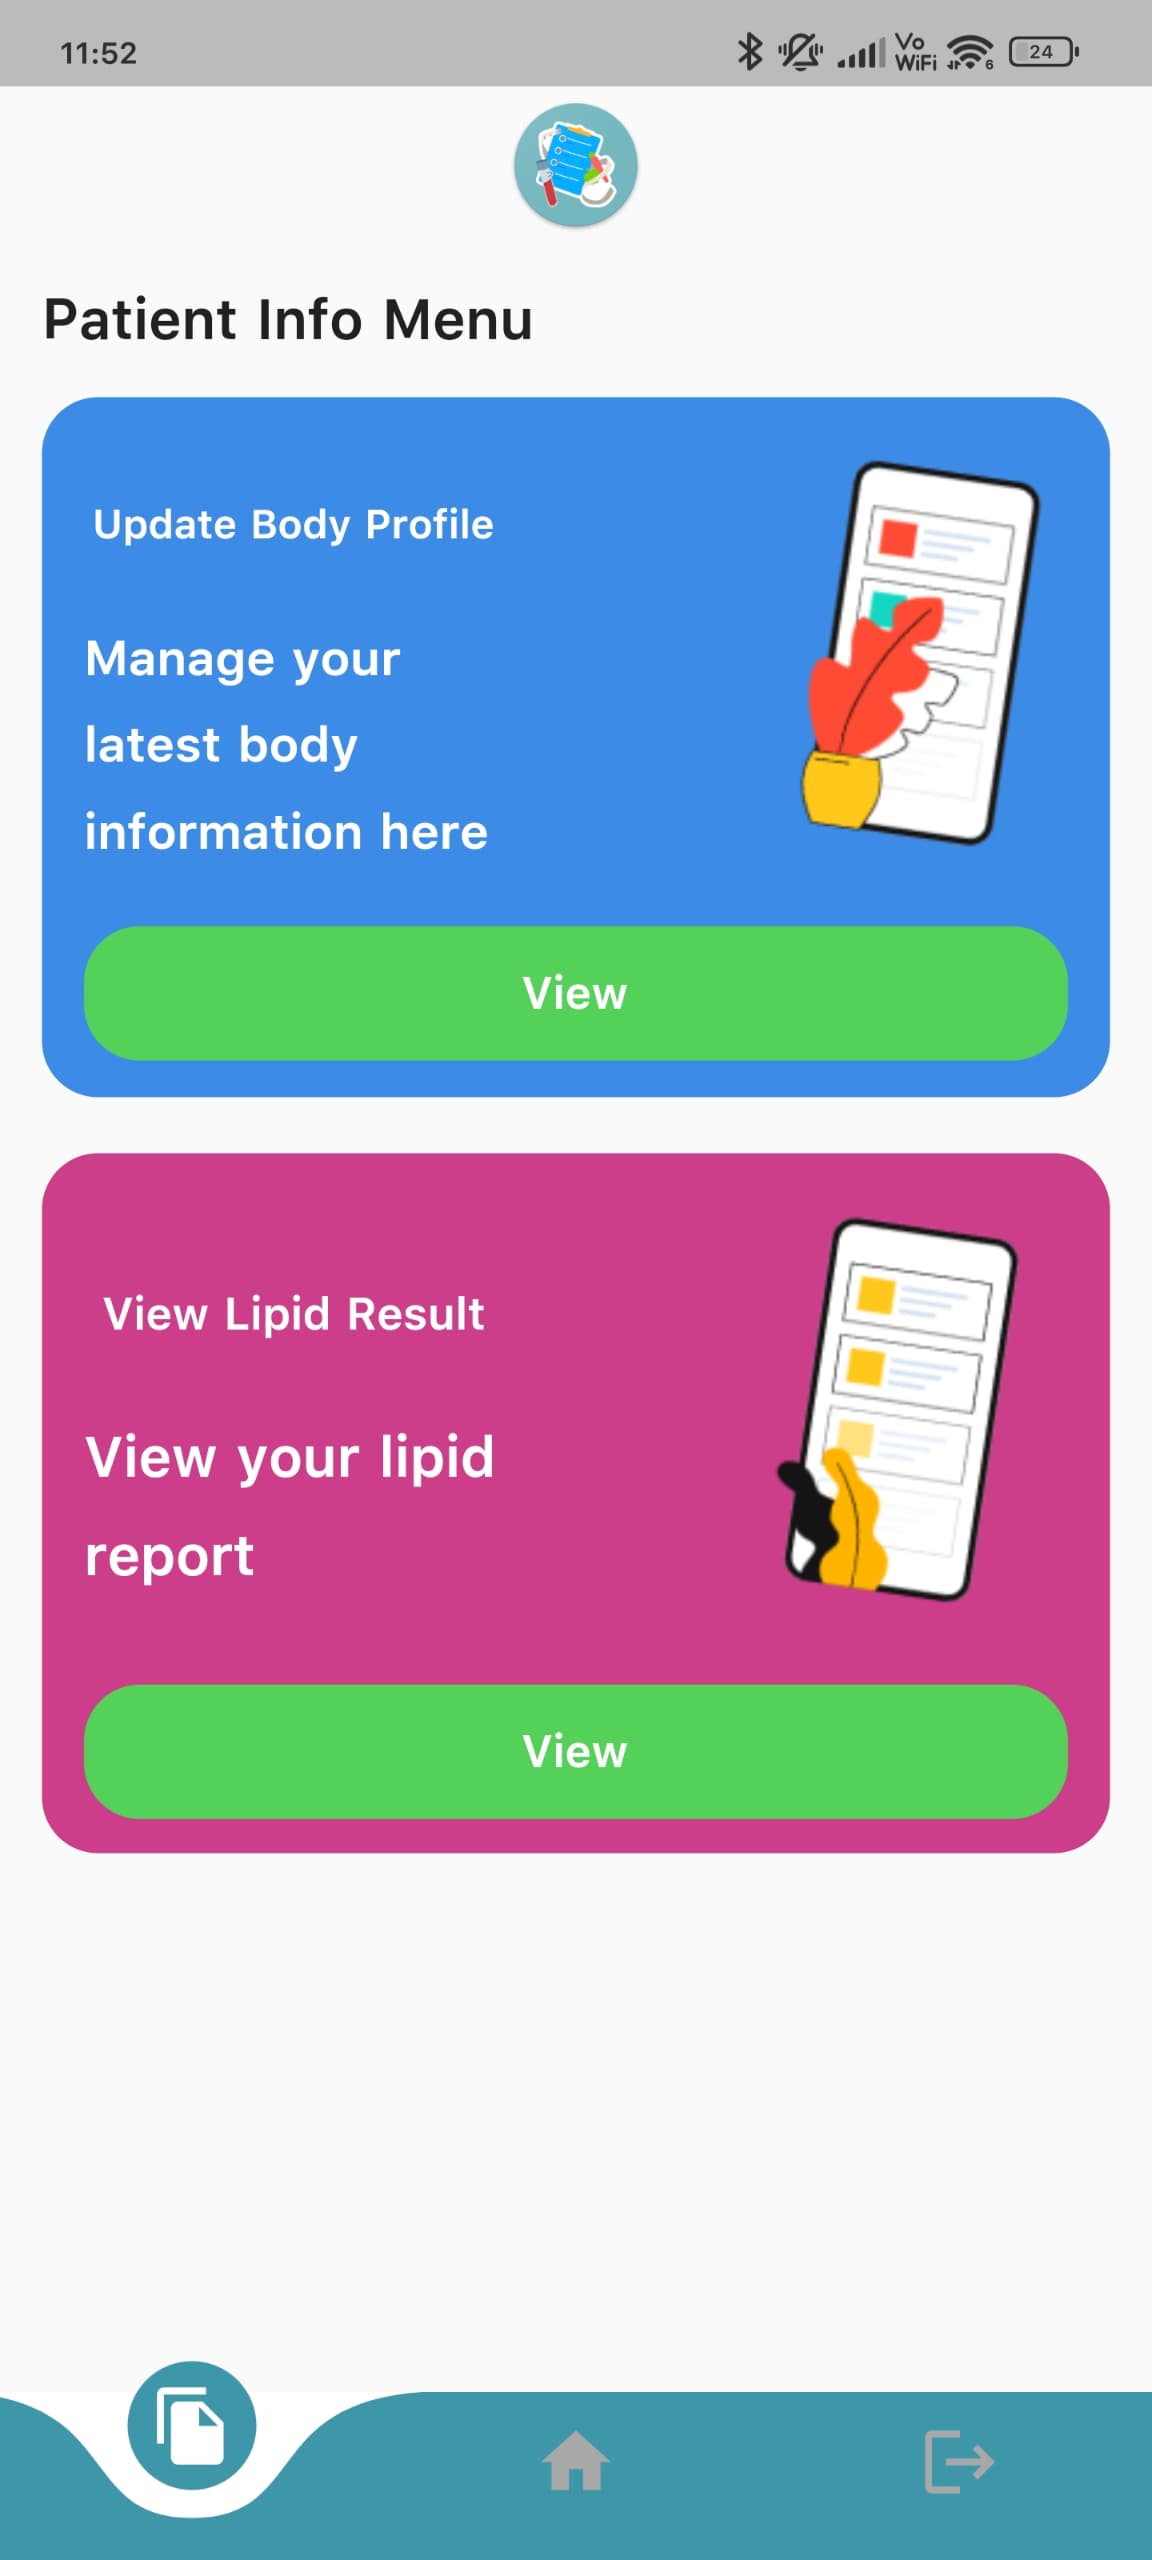 11:52
Vo
WiFi
6
24
Patient Info Menu
Update Body Profile
Manage your
latest body
information here
View
View Lipid Result
View your lipid
report
View